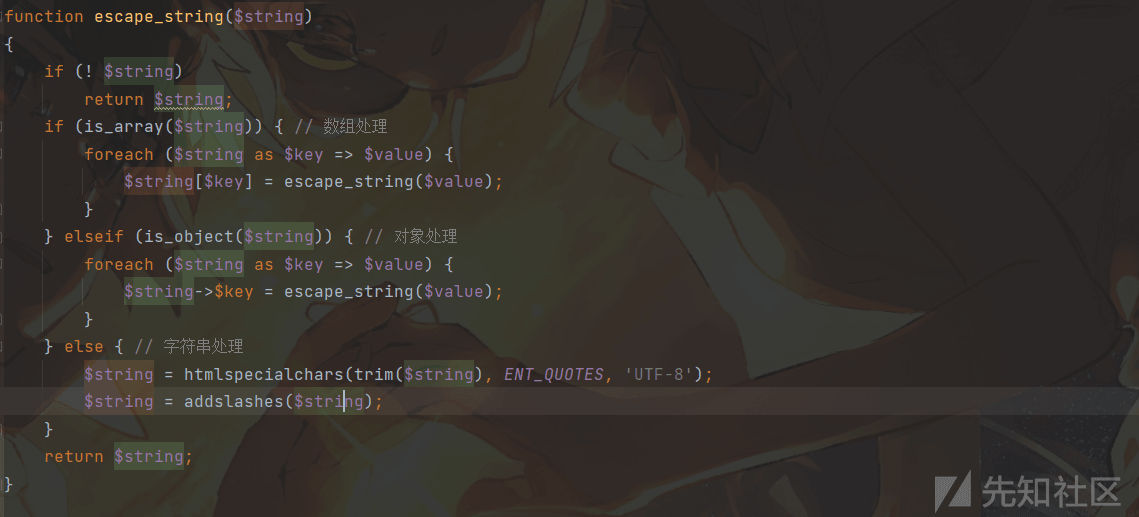 function escape_string($string)
{
    if (! $string)
        return $string;
    if (is_array($string)) { // 数组处理
        foreach ($string as $key => $value) {
            $string[$key] = escape_string($value);
        }
    } elseif (is_object($string)) { // 对象处理
        foreach ($string as $key => $value) {
            $string->$key = escape_string($value);
        }
    } else { // 字符串处理
        $string = htmlspecialchars(trim($string), ENT_QUOTES, 'UTF-8');
        $string = addslashes($string);
    }
    return $string;
}
先知社区